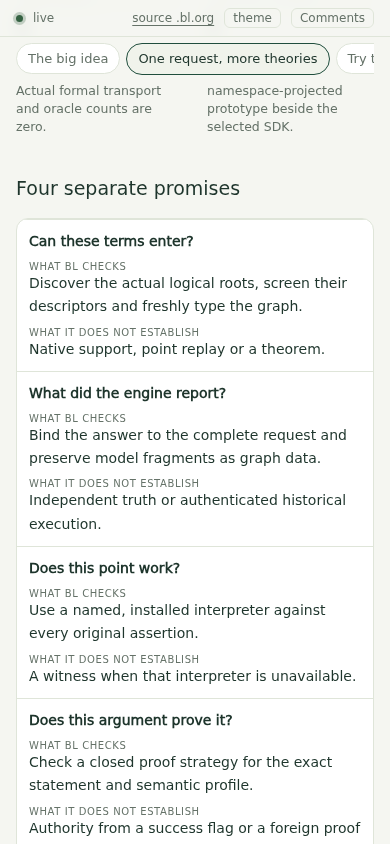 live
source .bl.org
theme
Comments
The big idea
One request, more theories
Try t
Actual formal transport
and oracle counts are
zero.
namespace-projected
prototype beside the
selected SDK.
Four separate promises
Can these terms enter?
WHAT BL CHECKS
Discover the actual logical roots, screen their
descriptors and freshly type the graph.
WHAT IT DOES NOT ESTABLISH
Native support, point replay or a theorem.
What did the engine report?
WHAT BL CHECKS
Bind the answer to the complete request and
preserve model fragments as graph data.
WHAT IT DOES NOT ESTABLISH
Independent truth or authenticated historical
execution.
Does this point work?
WHAT BL CHECKS
Use a named, installed interpreter against
every original assertion.
WHAT IT DOES NOT ESTABLISH
A witness when that interpreter is unavailable.
Does this argument prove it?
WHAT BL CHECKS
Check a closed proof strategy for the exact
statement and semantic profile.
WHAT IT DOES NOT ESTABLISH
Authority from a success flag or a foreign proof